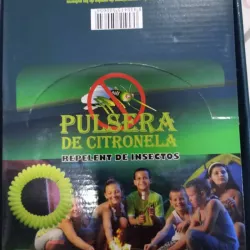 PULSERA
DE CITRONELA
REPELENT DE INSECTOS